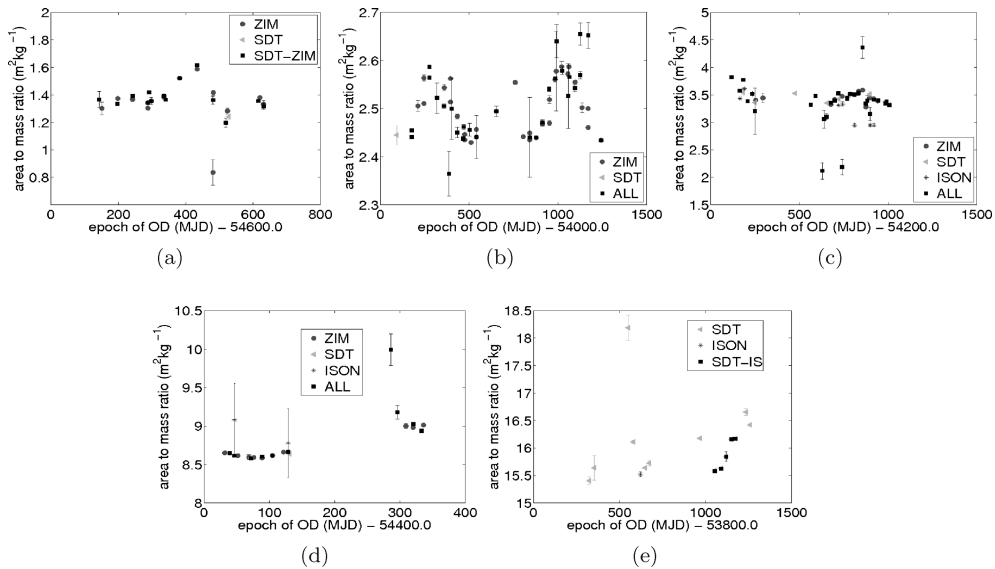 2
1.8
1.6
1.4
1.2
1
0.8
area to mass ratio (m²kg⁻¹)
0 200 400 600 800
epoch of OD (MJD) − 54600.0
ZIM
SDT
SDT−ZIM
(a)
2.7
2.6
2.5
2.4
2.3
area to mass ratio (m²kg⁻¹)
0 500 1000 1500
epoch of OD (MJD) − 54000.0
ZIM
SDT
ALL
(b)
5
4.5
4
3.5
3
2.5
2
1.5
area to mass ratio (m²kg⁻¹)
0 500 1000 1500
epoch of OD (MJD) − 54200.0
ZIM
SDT
ISON
ALL
(c)
10.5
10
9.5
9
8.5
8
area to mass ratio (m²kg⁻¹)
0 100 200 300 400
epoch of OD (MJD) − 54400.0
ZIM
SDT
ISON
ALL
(d)
18.5
18
17.5
17
16.5
16
15.5
15
area to mass ratio (m²kg⁻¹)
0 500 1000 1500
epoch of OD (MJD) − 53800.0
SDT
ISON
SDT−IS
(e)